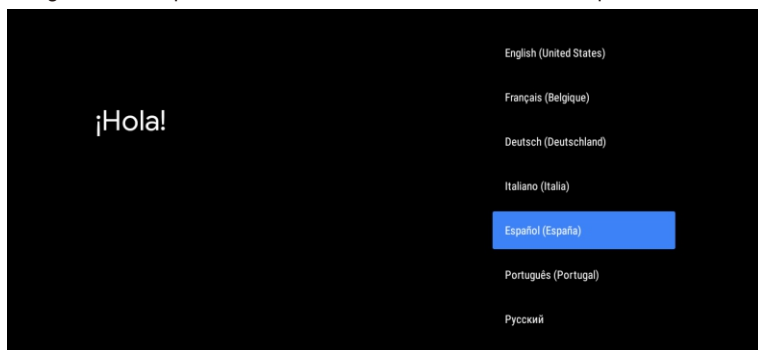 ¡Hola!
English (United States)
Français (Belgique)
Deutsch (Deutschland)
Italiano (Italia)
Español (España)
Português (Portugal)
Русский